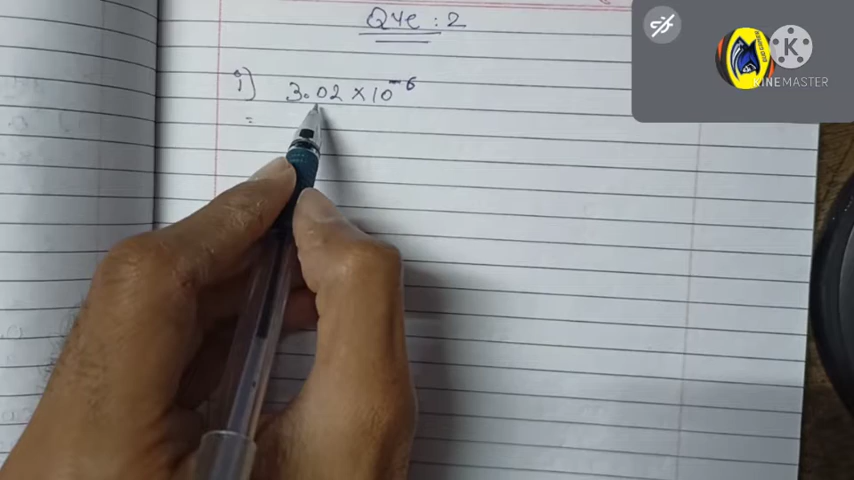 Que : 2
i) 3.02 × 10⁻⁶
=
K
KINEMASTER